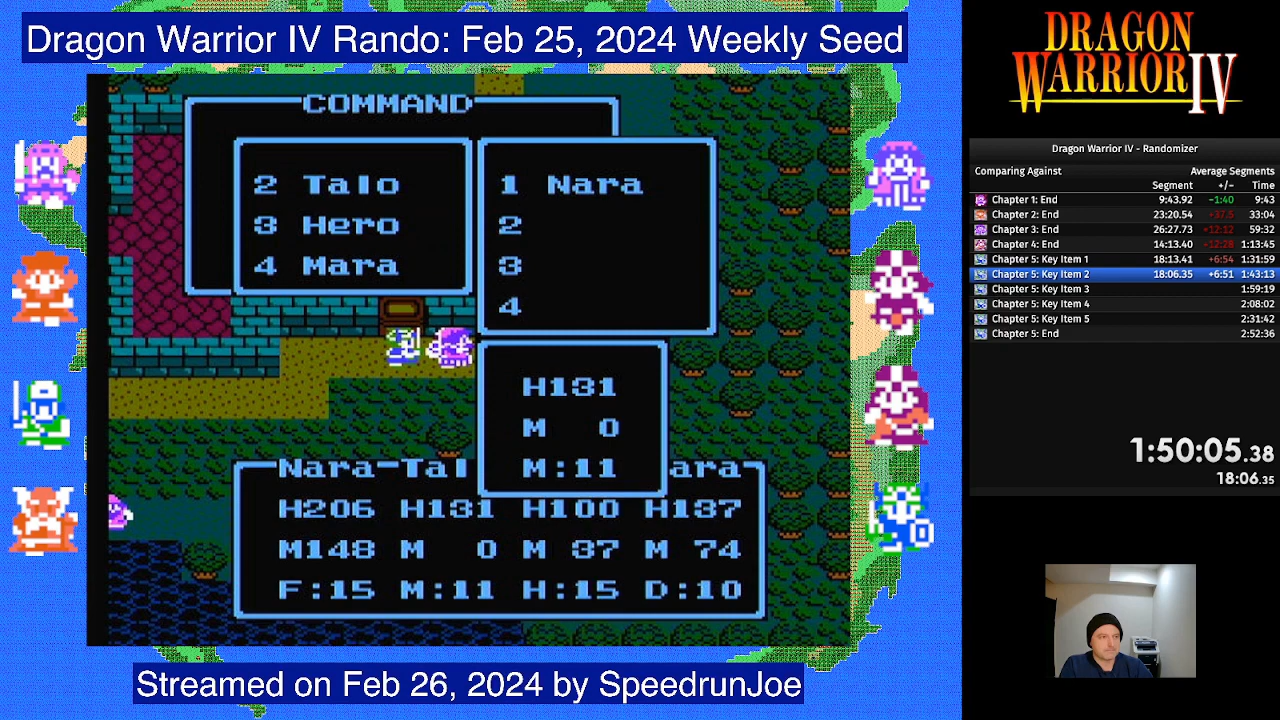 Dragon Warrior IV Rando: Feb 25, 2024 Weekly Seed
COMMAND
2 Talo
3 Hero
4 Mara
1 Nara
2
3
4
H131
M 0
M:11
Nara Tal ara
H206 H131 H100 H137
M148 M 0 M 37 M 74
F:15 M:11 H:15 D:10
Streamed on Feb 26, 2024 by SpeedrunJoe
DRAGON
WARRIOR IV
Dragon Warrior IV - Randomizer
Comparing Against Average Segments
Segment +/- Time
Chapter 1: End 9:43.92 −1:40 9:43
Chapter 2: End 23:20.54 +37.5 33:04
Chapter 3: End 26:27.73 +12:12 59:32
Chapter 4: End 14:13.40 +12:28 1:13:45
Chapter 5: Key Item 1 18:13.41 +6:54 1:31:59
Chapter 5: Key Item 2 18:06.35 +6:51 1:43:13
Chapter 5: Key Item 3 1:59:19
Chapter 5: Key Item 4 2:08:02
Chapter 5: Key Item 5 2:31:42
Chapter 5: End 2:52:36
1:50:05.38
18:06.35